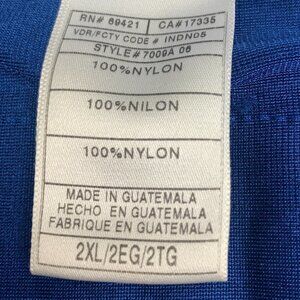 RN# 69421 CA#17335
VDR/FCTY CODE # INDN05
STYLE# 7009A 06
100%NYLON
100%NILON
100%NYLON
MADE IN GUATEMALA
HECHO EN GUATEMALA
FABRIQUE EN GUATEMALA
2XL/2EG/2TG